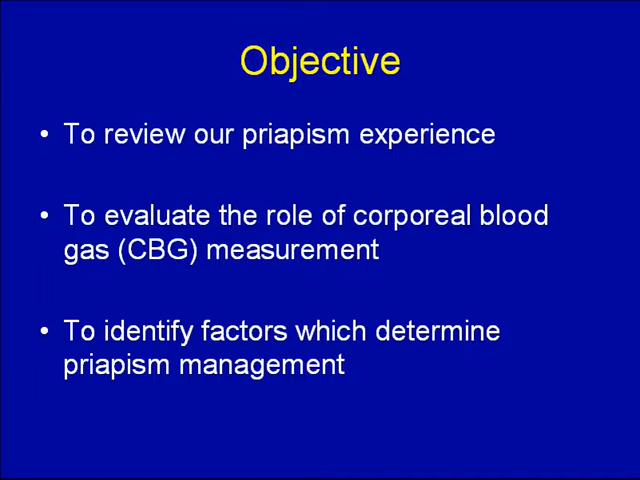 Objective
• To review our priapism experience
• To evaluate the role of corporeal blood
gas (CBG) measurement
• To identify factors which determine
priapism management